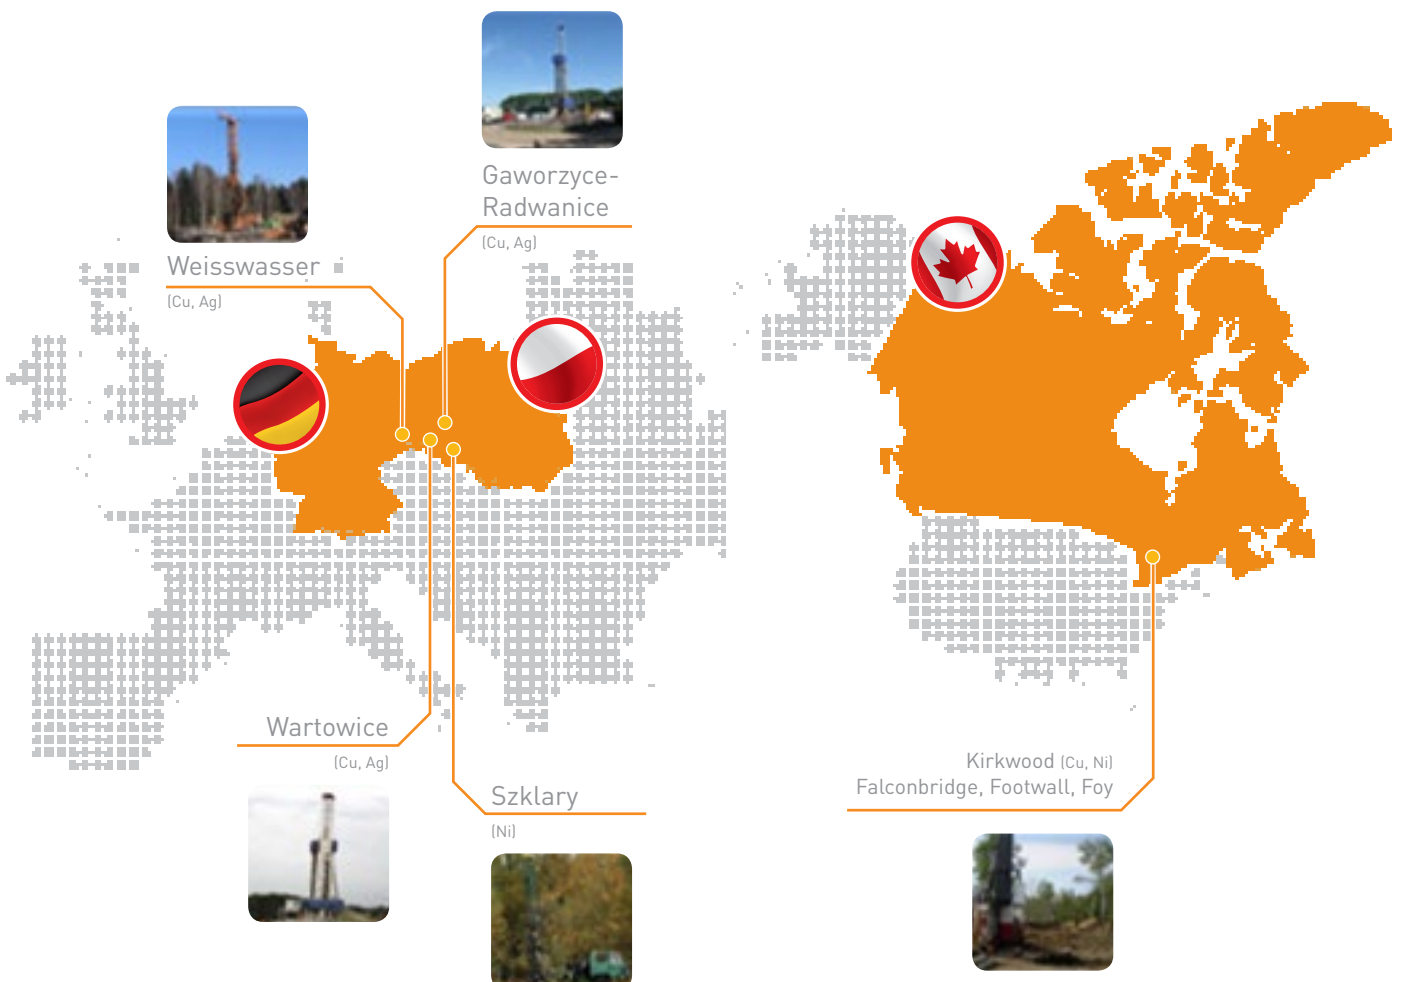 Gaworzyce-
Radwanice
(Cu, Ag)
Weisswasser
(Cu, Ag)
Wartowice
(Cu, Ag)
Szklary
(Ni)
Kirkwood (Cu, Ni)
Falconbridge, Footwall, Foy